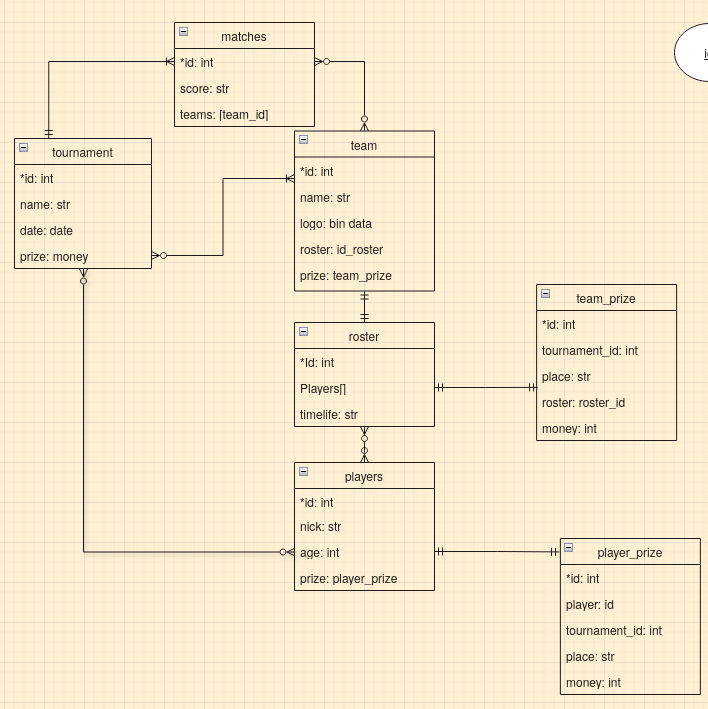 matches
*id: int
score: str
teams: [team_id]
tournament
*id: int
name: str
date: date
prize: money
team
*id: int
name: str
logo: bin data
roster: id_roster
prize: team_prize
roster
*Id: int
Players[]
timelife: str
team_prize
*id: int
tournament_id: int
place: str
roster: roster_id
money: int
players
*id: int
nick: str
age: int
prize: player_prize
player_prize
*id: int
player: id
tournament_id: int
place: str
money: int